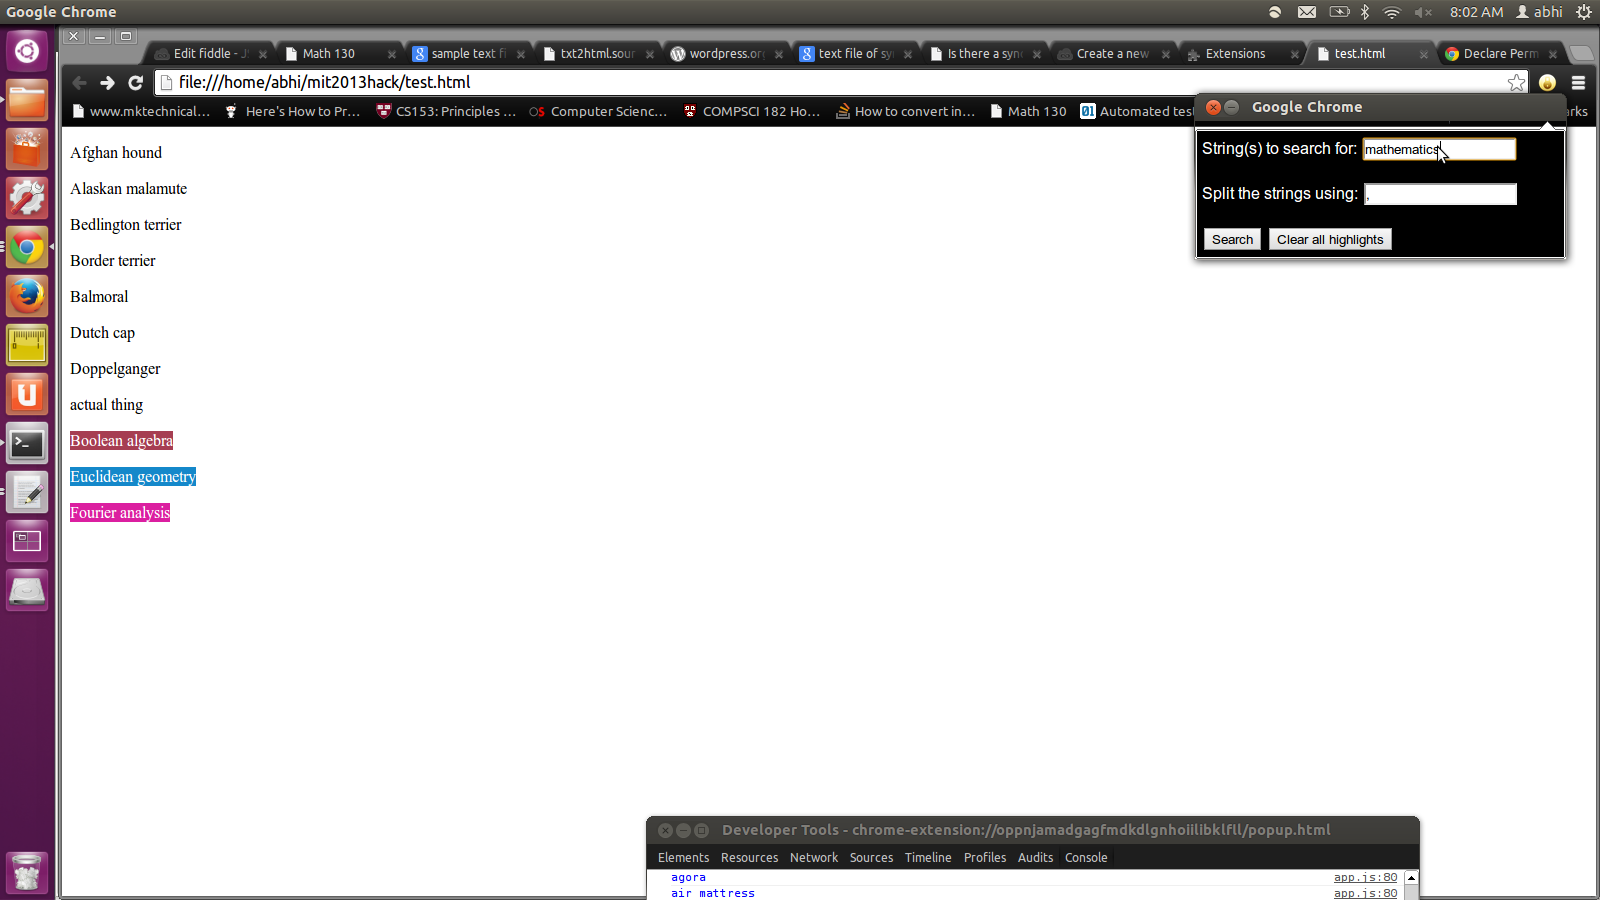 Google Chrome
8:02 AM
abhi
Edit fiddle - J
Math 130
sample text fi
txt2html.sour
wordpress.or
text file of sy
Is there a syn
Create a new
Extensions
test.html
Declare Perm
file:///home/abhi/mit2013hack/test.html
www.mktechnical...
Here's How to Pr...
CS153: Principles ...
OS Computer Scienc...
COMPSCI 182 Ho...
How to convert in...
Math 130
01 Automated test
arks
Google Chrome
String(s) to search for: mathematics
Split the strings using: ,
Search
Clear all highlights
Afghan hound
Alaskan malamute
Bedlington terrier
Border terrier
Balmoral
Dutch cap
Doppelganger
actual thing
Boolean algebra
Euclidean geometry
Fourier analysis
Developer Tools - chrome-extension://oppnjamadgagfmdkdlgnhoiilibklfll/popup.html
Elements Resources Network Sources Timeline Profiles Audits Console
agora app.js:80
air mattress app.js:80